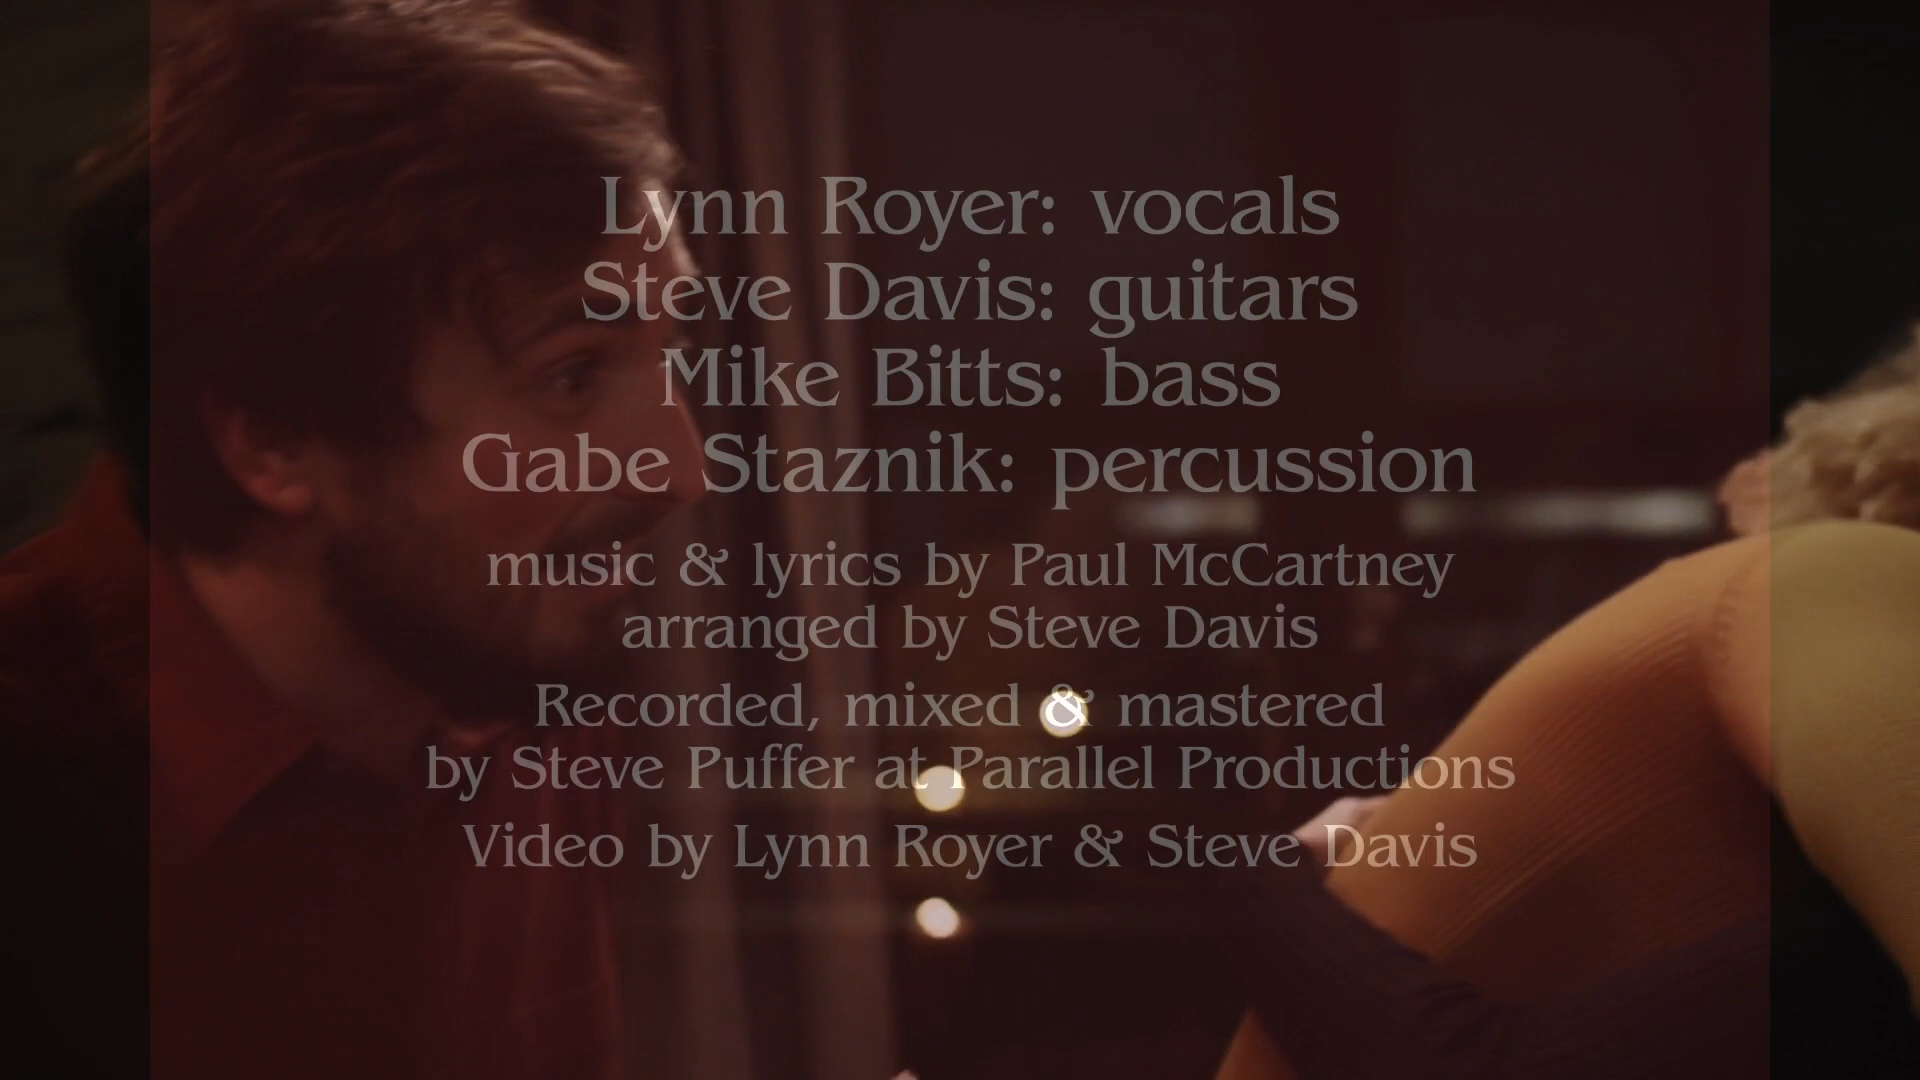 Lynn Royer: vocals
Steve Davis: guitars
Mike Bitts: bass
Gabe Staznik: percussion
music & lyrics by Paul McCartney
arranged by Steve Davis
Recorded, mixed & mastered
by Steve Puffer at Parallel Productions
Video by Lynn Royer & Steve Davis